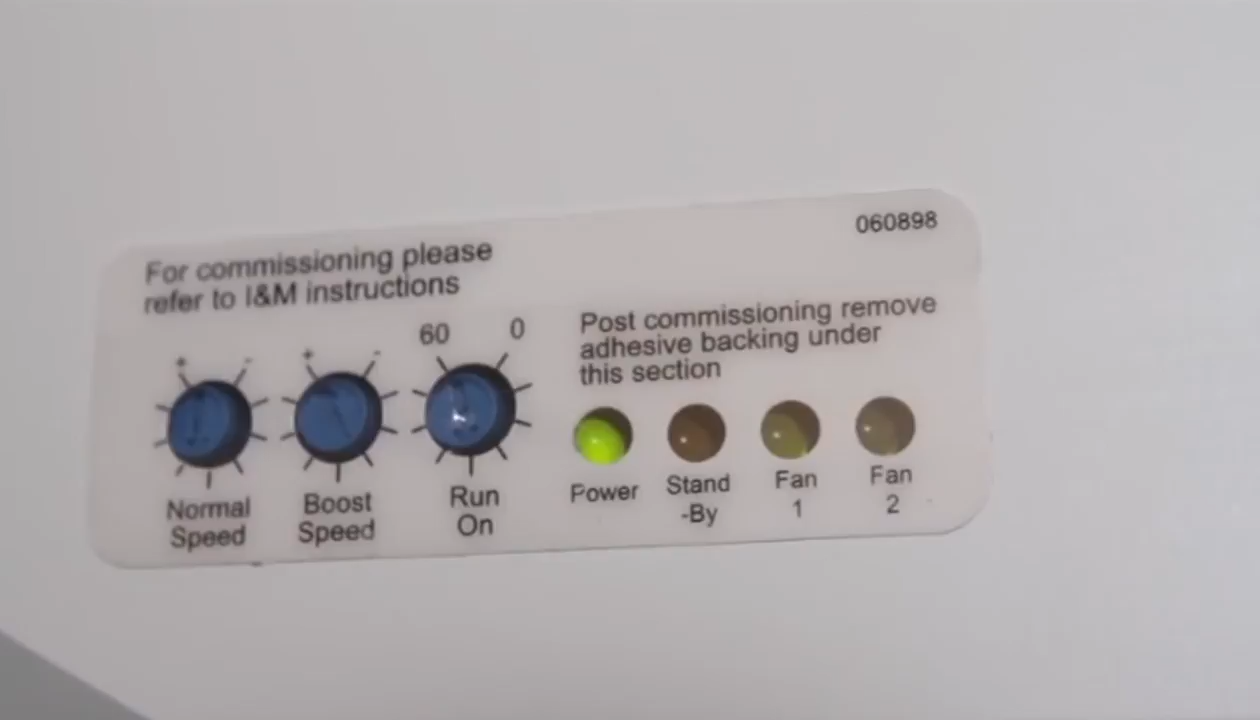 060898
For commissioning please
refer to I&M instructions
Post commissioning remove
adhesive backing under
this section
+ -
+ -
60 0
Normal
Speed
Boost
Speed
Run
On
Power
Stand
-By
Fan
1
Fan
2